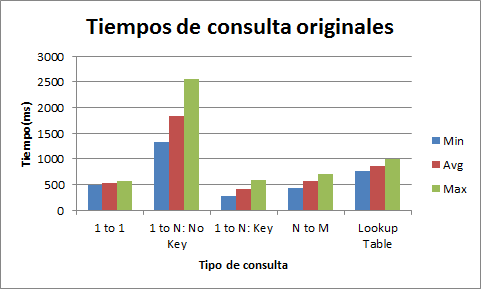 Tiempos de consulta originales
Tiempo(ms)
3000
2500
2000
1500
1000
500
0
1 to 1
1 to N: No
Key
1 to N: Key
N to M
Lookup
Table
Tipo de consulta
Min
Avg
Max